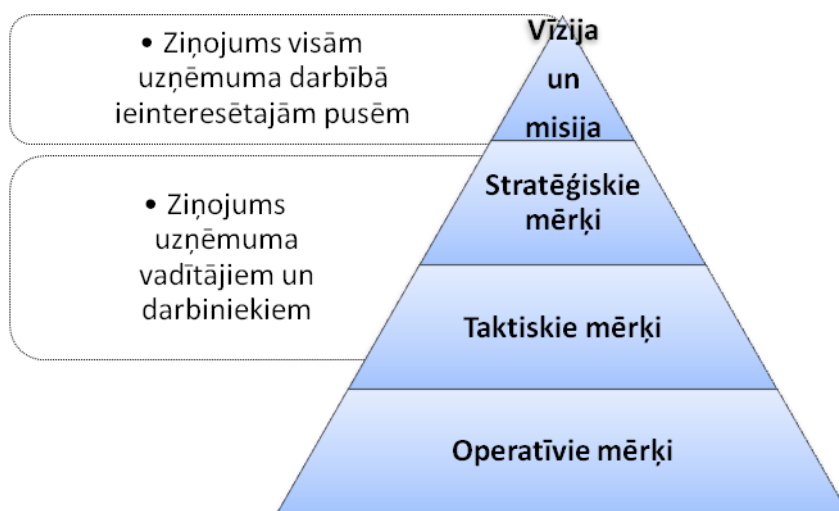 • Ziņojums visām
uzņēmuma darbībā
ieinteresētajām pusēm
• Ziņojums
uzņēmuma
vadītājiem un
darbiniekiem
Vīzija
un
misija
Stratēģiskie
mērķi
Taktiskie mērķi
Operatīvie mērķi